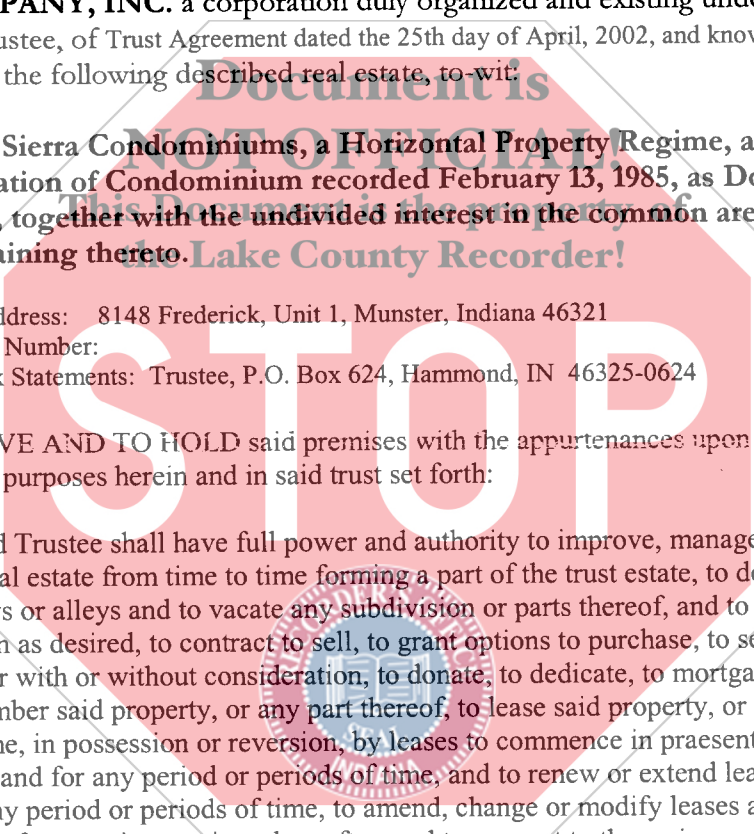 PANY, INC. a corporation duly organized and existing unde
ustee, of Trust Agreement dated the 25th day of April, 2002, and know
the following described real estate, to-wit:
Document is
NOT OFFICIAL!
Sierra Condominiums, a Horizontal Property Regime, a
ation of Condominium recorded February 13, 1985, as Do
This Document is the property of
, together with the undivided interest in the common are
the Lake County Recorder!
aining thereto.
ddress: 8148 Frederick, Unit 1, Munster, Indiana 46321
Number:
x Statements: Trustee, P.O. Box 624, Hammond, IN 46325-0624
STOP
VE AND TO HOLD said premises with the appurtenances upon
purposes herein and in said trust set forth:
d Trustee shall have full power and authority to improve, manage
al estate from time to time forming a part of the trust estate, to de
ys or alleys and to vacate any subdivision or parts thereof, and to
n as desired, to contract to sell, to grant options to purchase, to se
r with or without consideration, to donate, to dedicate, to mortga
mber said property, or any part thereof, to lease said property, or
ne, in possession or reversion, by leases to commence in praesent
and for any period or periods of time, and to renew or extend lea
ny period or periods of time, to amend, change or modify leases a
RECORDER'S OFFICE
SEAL
INDIANA